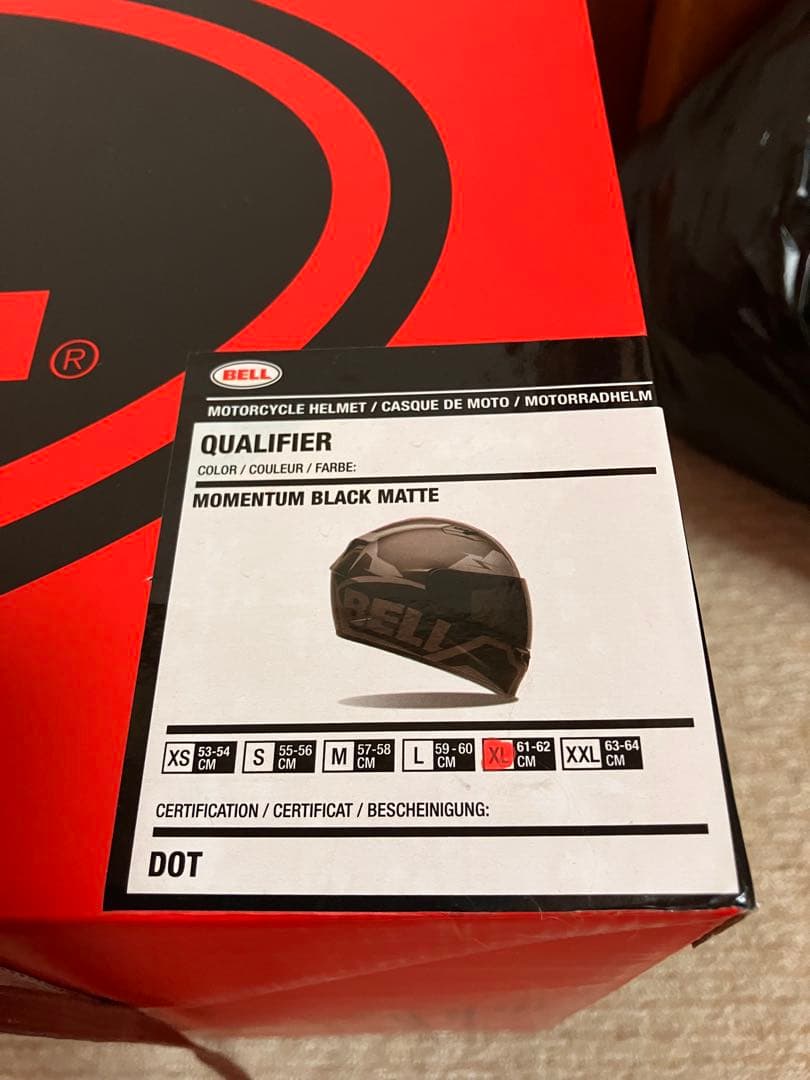 ®
BELL
MOTORCYCLE HELMET / CASQUE DE MOTO / MOTORRADHELM
QUALIFIER
COLOR / COULEUR / FARBE:
MOMENTUM BLACK MATTE
BELL
XS 53-54 CM S 55-56 CM M 57-58 CM L 59-60 CM XL 61-62 CM XXL 63-64 CM
CERTIFICATION / CERTIFICAT / BESCHEINIGUNG:
DOT